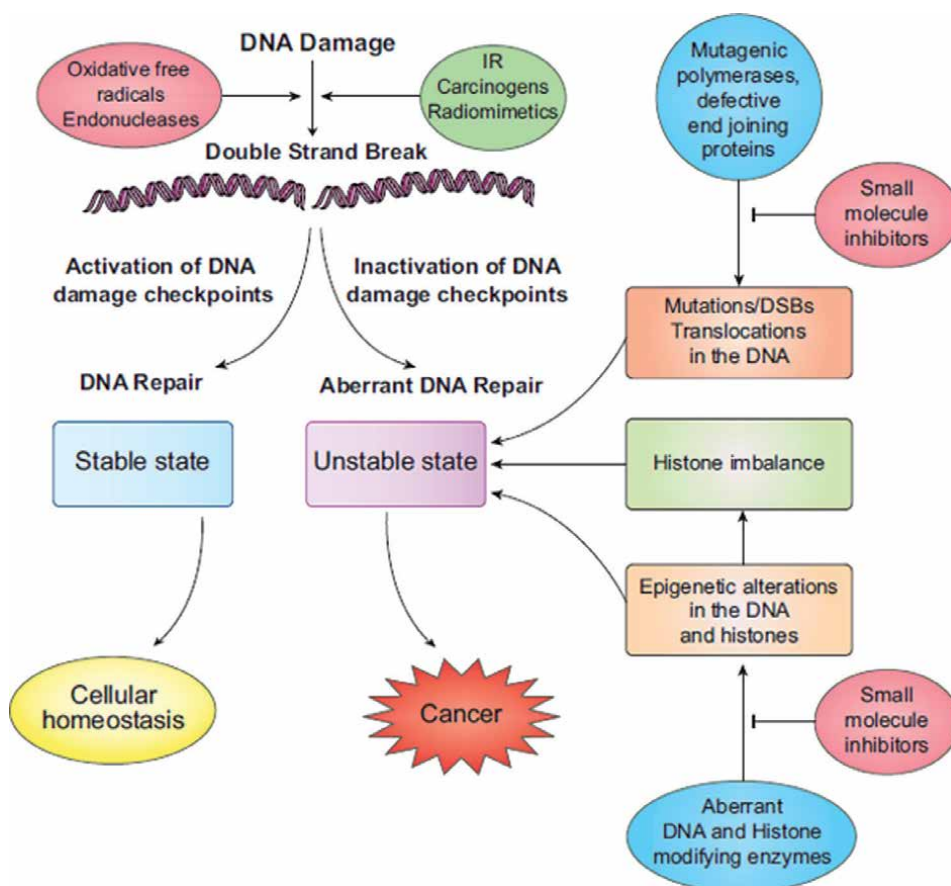 DNA Damage
Oxidative free
radicals
Endonucleases
IR
Carcinogens
Radiomimetics
Double Strand Break
Activation of DNA
damage checkpoints
Inactivation of DNA
damage checkpoints
DNA Repair
Aberrant DNA Repair
Stable state
Unstable state
Cellular
homeostasis
Cancer
Mutagenic
polymerases,
defective
end joining
proteins
Small
molecule
inhibitors
Mutations/DSBs
Translocations
in the DNA
Histone imbalance
Epigenetic alterations
in the DNA
and histones
Small
molecule
inhibitors
Aberrant
DNA and Histone
modifying enzymes